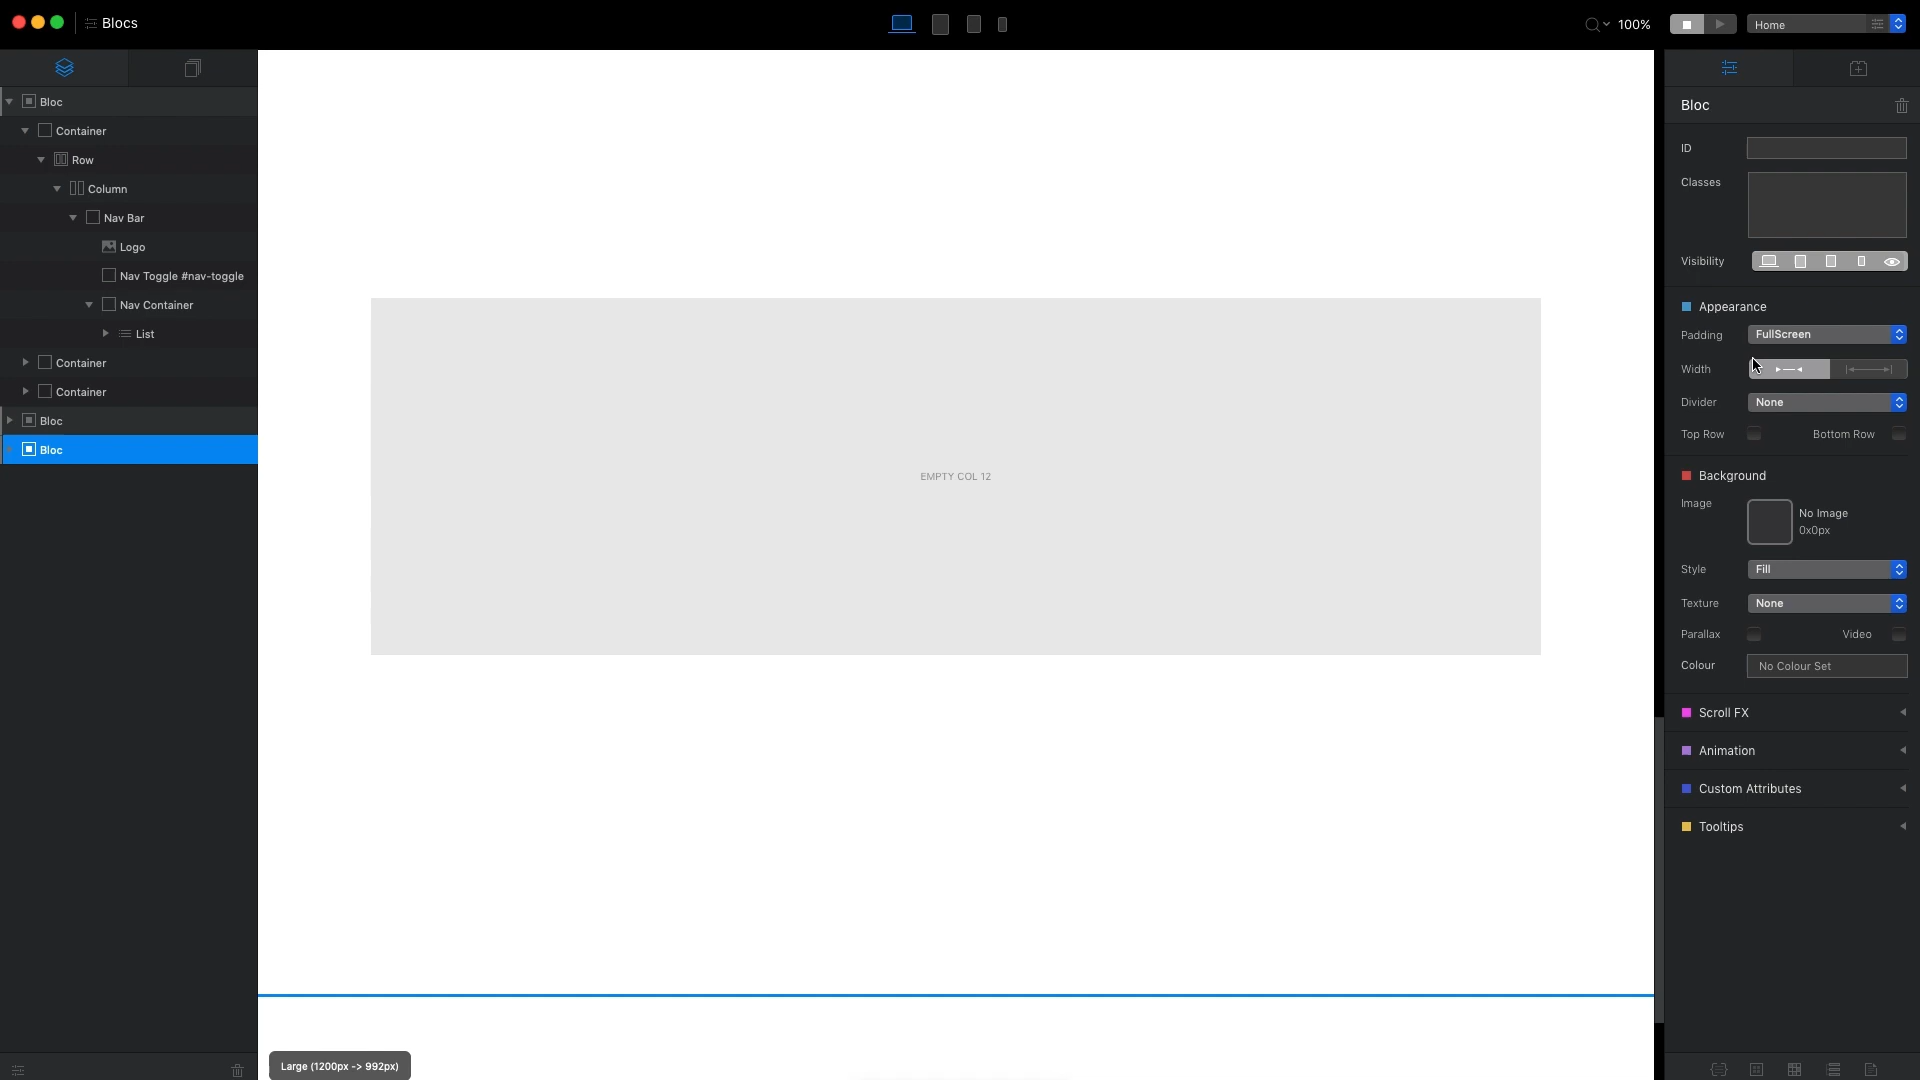 Blocs
100%
Home
Bloc
Container
Row
Column
Nav Bar
Logo
Nav Toggle #nav-toggle
Nav Container
List
Container
Container
Bloc
Bloc
EMPTY COL 12
Large (1200px -> 992px)
Bloc
ID
Classes
Visibility
Appearance
Padding FullScreen
Width
Divider None
Top Row Bottom Row
Background
Image No Image
0x0px
Style Fill
Texture None
Parallax Video
Colour No Colour Set
Scroll FX
Animation
Custom Attributes
Tooltips